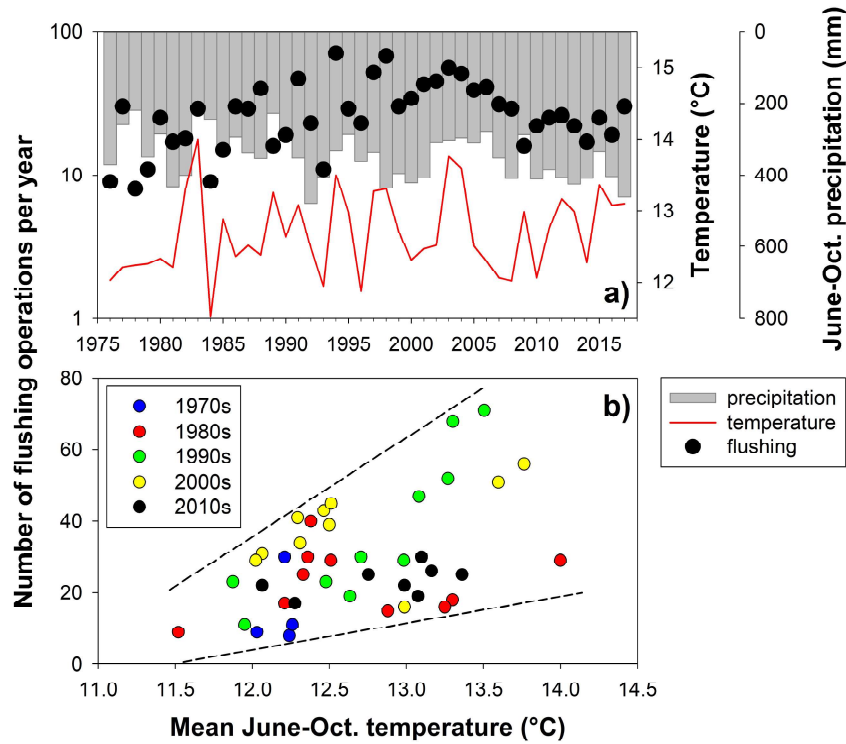 Number of flushing operations per year
100
10
1
15
14
13
12
Temperature (°C)
0
200
400
600
800
June-Oct. precipitation (mm)
a)
1975 1980 1985 1990 1995 2000 2005 2010 2015
80
60
40
20
0
b)
1970s
1980s
1990s
2000s
2010s
11.0 11.5 12.0 12.5 13.0 13.5 14.0 14.5
Mean June-Oct. temperature (°C)
precipitation
temperature
flushing